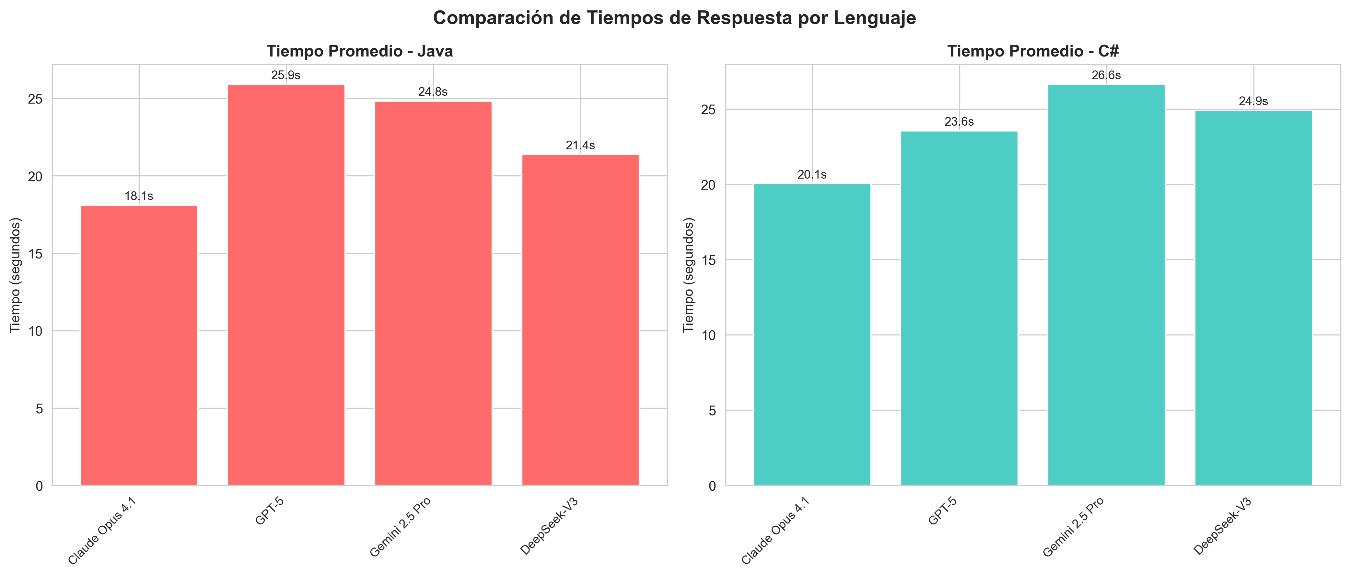 Comparación de Tiempos de Respuesta por Lenguaje
Tiempo Promedio - Java
Tiempo (segundos)
25
20
15
10
5
0
18.1s
25.9s
24.8s
21.4s
Claude Opus 4.1
GPT-5
Gemini 2.5 Pro
DeepSeek-V3
Tiempo Promedio - C#
Tiempo (segundos)
25
20
15
10
5
0
20.1s
23.6s
26.6s
24.9s
Claude Opus 4.1
GPT-5
Gemini 2.5 Pro
DeepSeek-V3